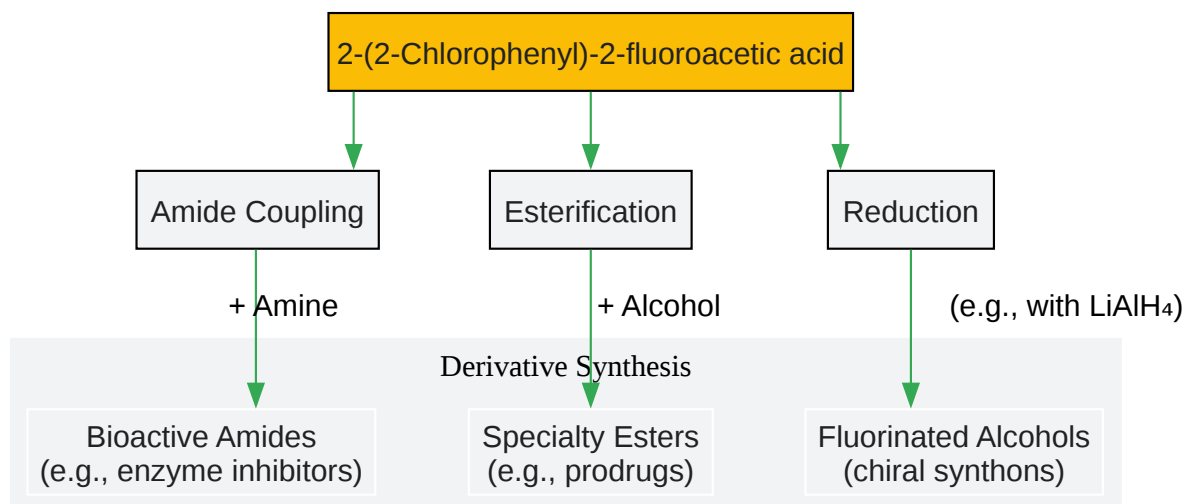 2-(2-Chlorophenyl)-2-fluoroacetic acid
Amide Coupling
Esterification
Reduction
+ Amine
+ Alcohol
(e.g., with LiAlH₄)
Derivative Synthesis
Bioactive Amides
(e.g., enzyme inhibitors)
Specialty Esters
(e.g., prodrugs)
Fluorinated Alcohols
(chiral synthons)